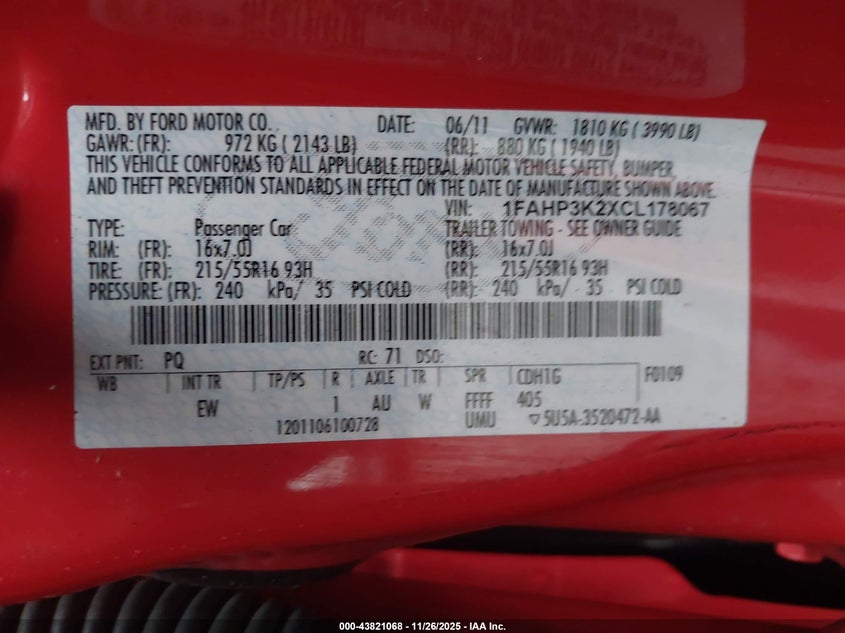 MFD. BY FORD MOTOR CO. DATE: 06/11 GVWR: 1810 KG ( 3990 LB)
GAWR: (FR): 972 KG ( 2143 LB) (RR): 880 KG ( 1940 LB)
THIS VEHICLE CONFORMS TO ALL APPLICABLE FEDERAL MOTOR VEHICLE SAFETY, BUMPER,
AND THEFT PREVENTION STANDARDS IN EFFECT ON THE DATE OF MANUFACTURE SHOWN ABOVE.
VIN: 1FAHP3K2XCL178067
TYPE: Passenger Car TRAILER TOWING - SEE OWNER GUIDE
RIM: (FR): 16x7.0J (RR): 16x7.0J
TIRE: (FR): 215/55R16 93H (RR): 215/55R16 93H
PRESSURE: (FR): 240 kPa/ 35 PSI COLD (RR): 240 kPa/ 35 PSI COLD
EXT PNT: PQ RC: 71 DSO:
WB INT TR TP/PS R AXLE TR SPR CDH1G F0109
EW 1 AU W FFFF 405
1201106100728 UMU 5U5A-3520472-AA
000-43821068 - 11/26/2025 - IAA Inc.